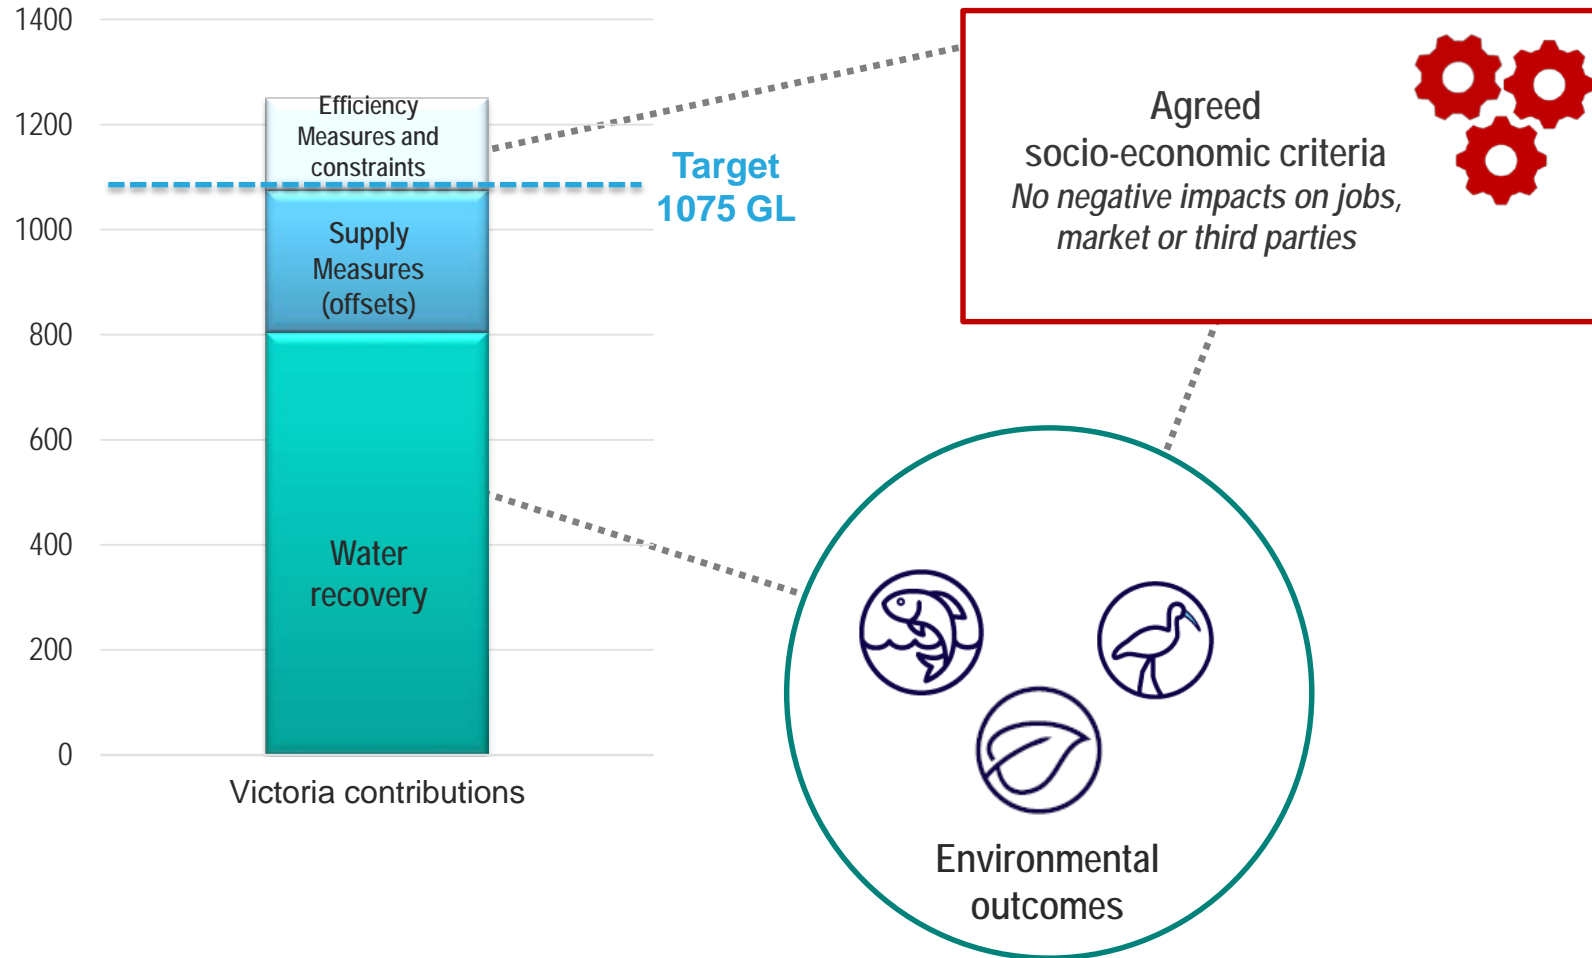 1400
1200
1000
800
600
400
200
0
Efficiency
Measures and
constraints
Supply
Measures
(offsets)
Water
recovery
Victoria contributions
Target
1075 GL
Agreed
socio-economic criteria
No negative impacts on jobs,
market or third parties
Environmental
outcomes